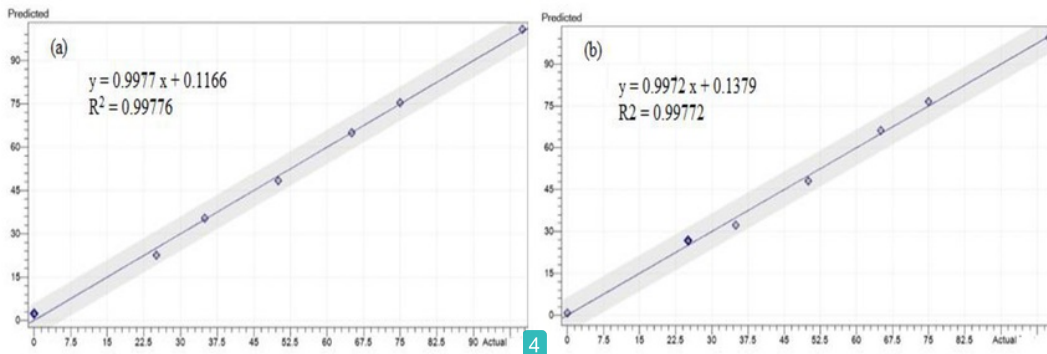 Predicted
(a)
y = 0.9977 x + 0.1166
R² = 0.99776
90
75
60
45
30
15
0
0 7.5 15 22.5 30 37.5 45 52.5 60 67.5 75 82.5 90 Actual
4
Predicted
(b)
y = 0.9972 x + 0.1379
R2 = 0.99772
90
75
60
45
30
15
0
0 7.5 15 22.5 30 37.5 45 52.5 60 67.5 75 82.5 Actual